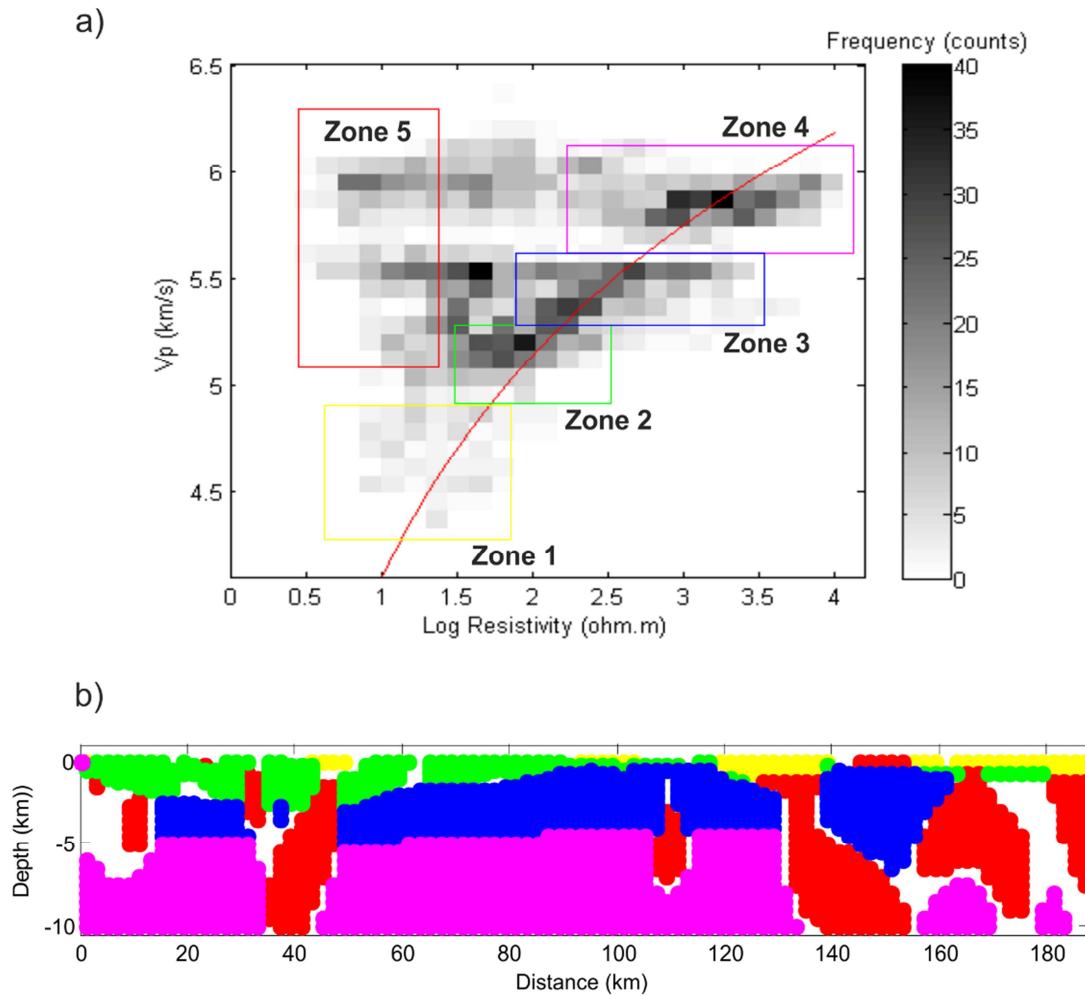 a)
Frequency (counts)
6.5
6
5.5
5
4.5
Vp (km/s)
Zone 5
Zone 4
Zone 3
Zone 2
Zone 1
40
35
30
25
20
15
10
5
0
0 0.5 1 1.5 2 2.5 3 3.5 4
Log Resistivity (ohm.m)
b)
0
-5
-10
Depth (km))
0 20 40 60 80 100 120 140 160 180
Distance (km)